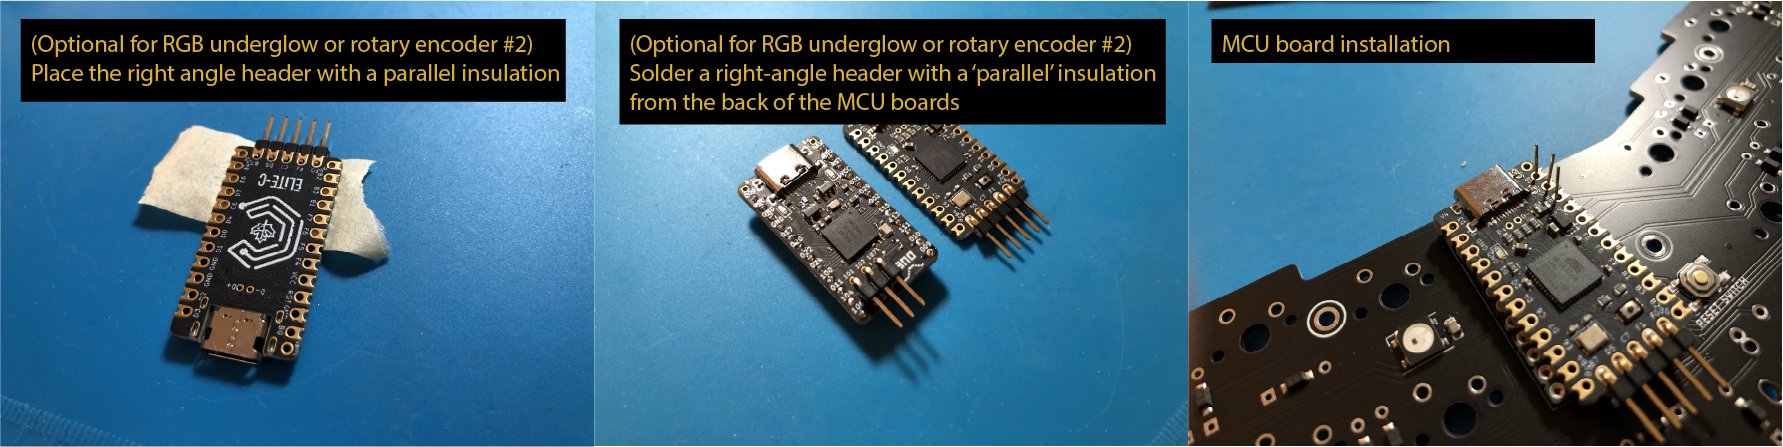 (Optional for RGB underglow or rotary encoder #2)
Place the right angle header with a parallel insulation
ELiTE-C
(Optional for RGB underglow or rotary encoder #2)
Solder a right-angle header with a ‘parallel’ insulation
from the back of the MCU boards
MCU board installation
RESET SWITCH